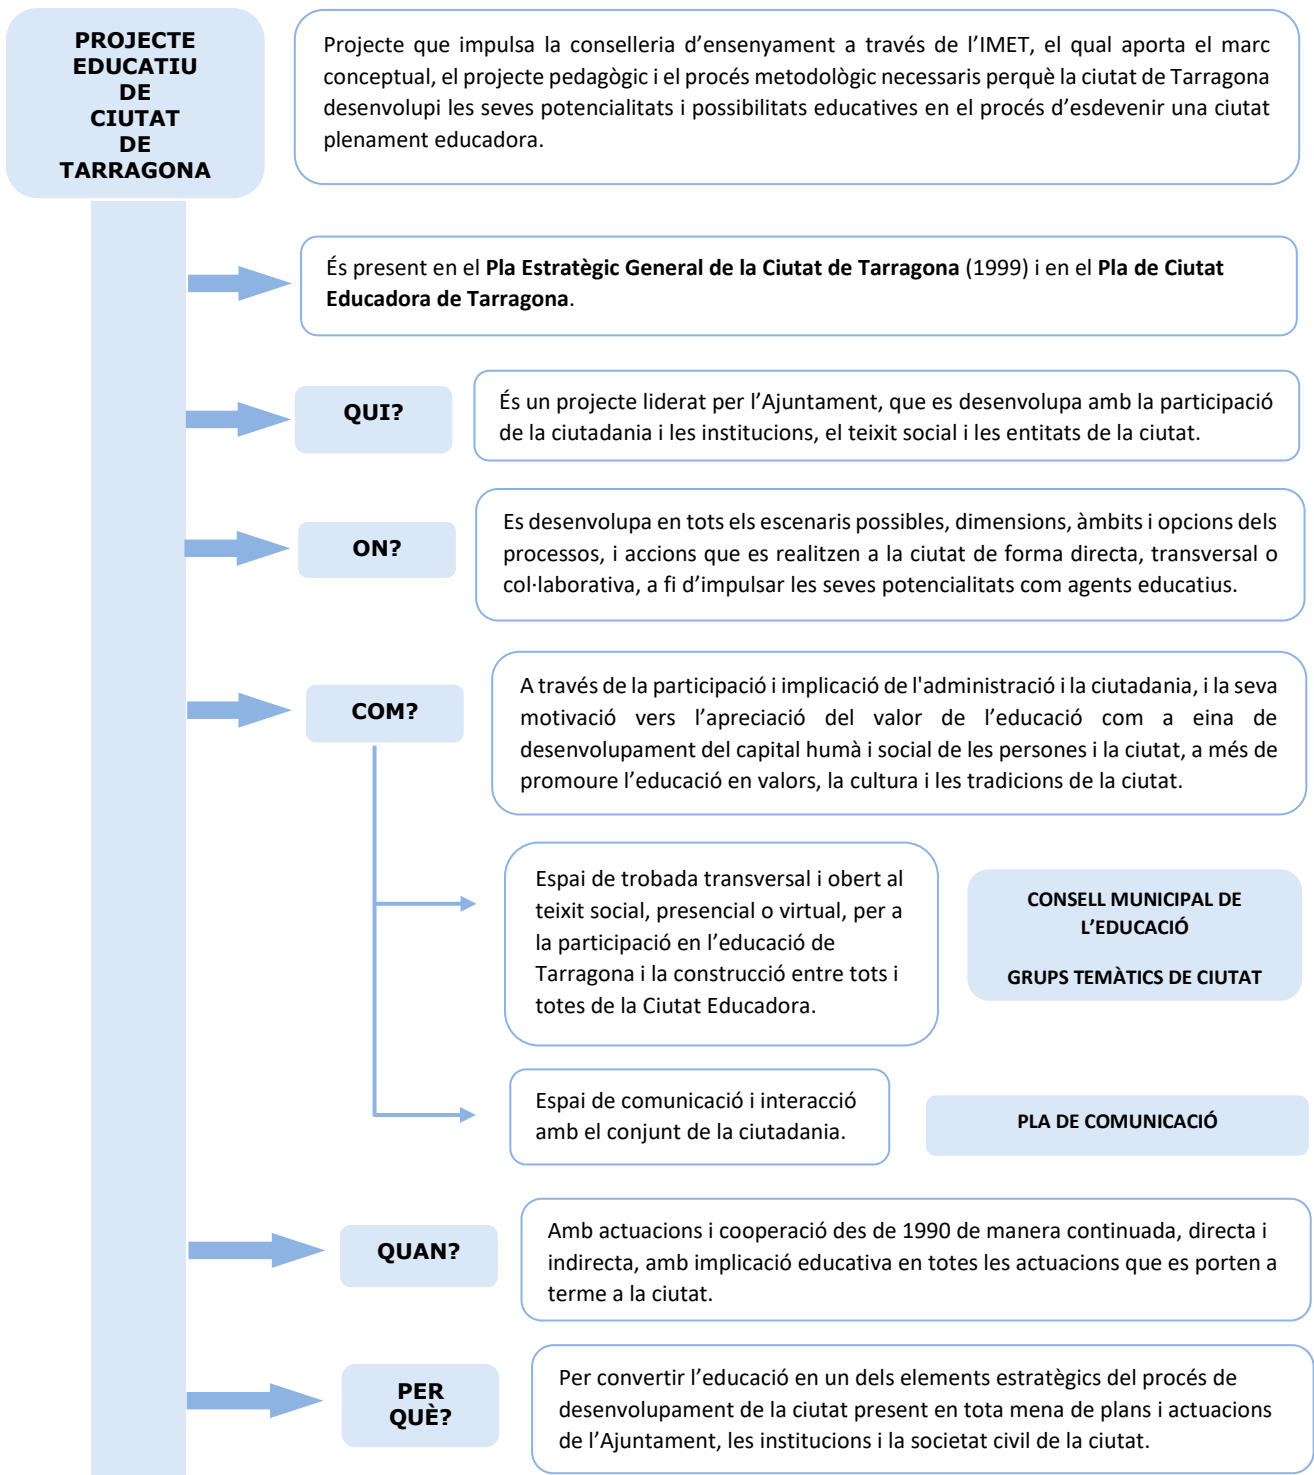 PROJECTE
EDUCATIU
DE
CIUTAT
DE
TARRAGONA
Projecte que impulsa la conselleria d’ensenyament a través de l’IMET, el qual aporta el marc
conceptual, el projecte pedagògic i el procés metodològic necessaris perquè la ciutat de Tarragona
desenvolupi les seves potencialitats i possibilitats educatives en el procés d’esdevenir una ciutat
plenament educadora.
És present en el Pla Estratègic General de la Ciutat de Tarragona (1999) i en el Pla de Ciutat
Educadora de Tarragona.
QUI?
És un projecte liderat per l’Ajuntament, que es desenvolupa amb la participació
de la ciutadania i les institucions, el teixit social i les entitats de la ciutat.
ON?
Es desenvolupa en tots els escenaris possibles, dimensions, àmbits i opcions dels
processos, i accions que es realitzen a la ciutat de forma directa, transversal o
col·laborativa, a fi d’impulsar les seves potencialitats com agents educatius.
COM?
A través de la participació i implicació de l'administració i la ciutadania, i la seva
motivació vers l’apreciació del valor de l’educació com a eina de
desenvolupament del capital humà i social de les persones i la ciutat, a més de
promoure l’educació en valors, la cultura i les tradicions de la ciutat.
Espai de trobada transversal i obert al
teixit social, presencial o virtual, per a
la participació en l’educació de
Tarragona i la construcció entre tots i
totes de la Ciutat Educadora.
CONSELL MUNICIPAL DE
L’EDUCACIÓ
GRUPS TEMÀTICS DE CIUTAT
Espai de comunicació i interacció
amb el conjunt de la ciutadania.
PLA DE COMUNICACIÓ
QUAN?
Amb actuacions i cooperació des de 1990 de manera continuada, directa i
indirecta, amb implicació educativa en totes les actuacions que es porten a
terme a la ciutat.
PER
QUÈ?
Per convertir l’educació en un dels elements estratègics del procés de
desenvolupament de la ciutat present en tota mena de plans i actuacions
de l’Ajuntament, les institucions i la societat civil de la ciutat.